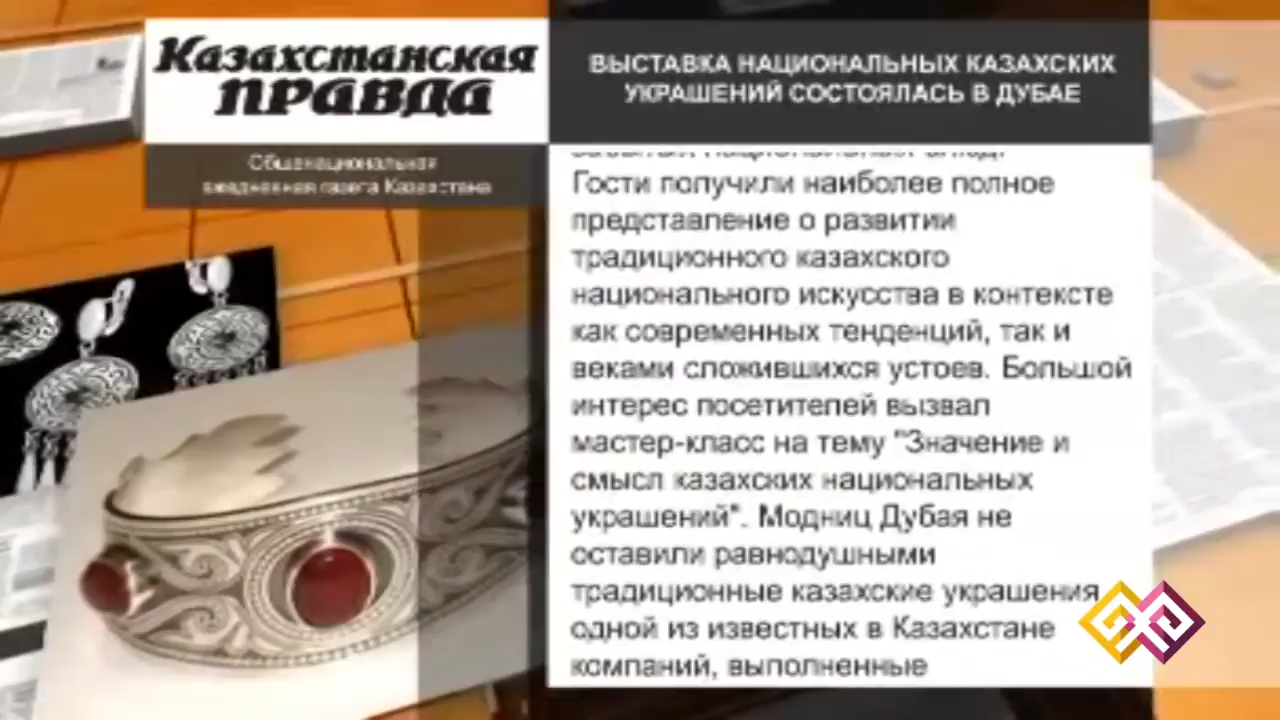 Казахстанская
ПРАВДА
Общенациональная
ежедневная газета Казахстана
ВЫСТАВКА НАЦИОНАЛЬНЫХ КАЗАХСКИХ
УКРАШЕНИЙ СОСТОЯЛАСЬ В ДУБАЕ
Гости получили наиболее полное
представление о развитии
традиционного казахского
национального искусства в контексте
как современных тенденций, так и
веками сложившихся устоев. Большой
интерес посетителей вызвал
мастер-класс на тему "Значение и
смысл казахских национальных
украшений". Модниц Дубая не
оставили равнодушными
традиционные казахские украшения
одной из известных в Казахстане
компаний, выполненные